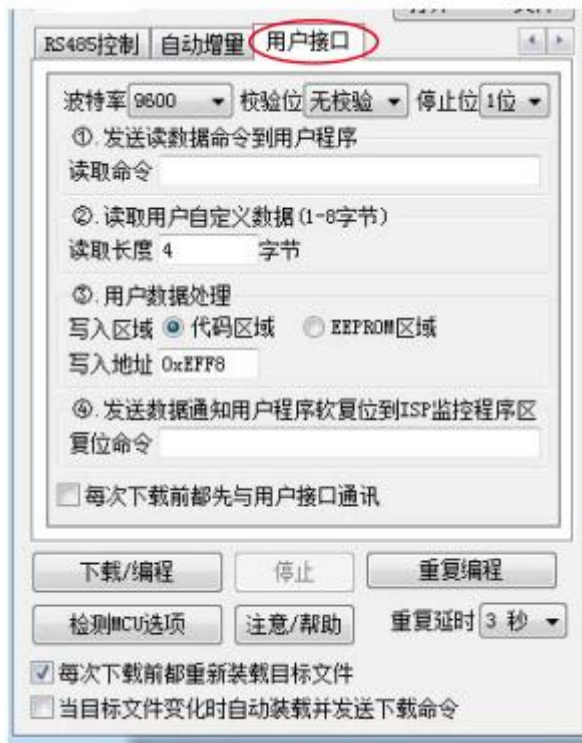 RS485控制 自动增量 用户接口
波特率 9600 校验位 无校验 停止位 1位
①.发送读数据命令到用户程序
读取命令
②.读取用户自定义数据(1-8字节)
读取长度 4 字节
③.用户数据处理
写入区域 代码区域 EEPROM区域
写入地址 0xEFF8
④.发送数据通知用户程序软复位到ISP监控程序区
复位命令
每次下载前都先与用户接口通讯
下载/编程 停止 重复编程
检测MCU选项 注意/帮助 重复延时 3 秒
每次下载前都重新装载目标文件
当目标文件变化时自动装载并发送下载命令